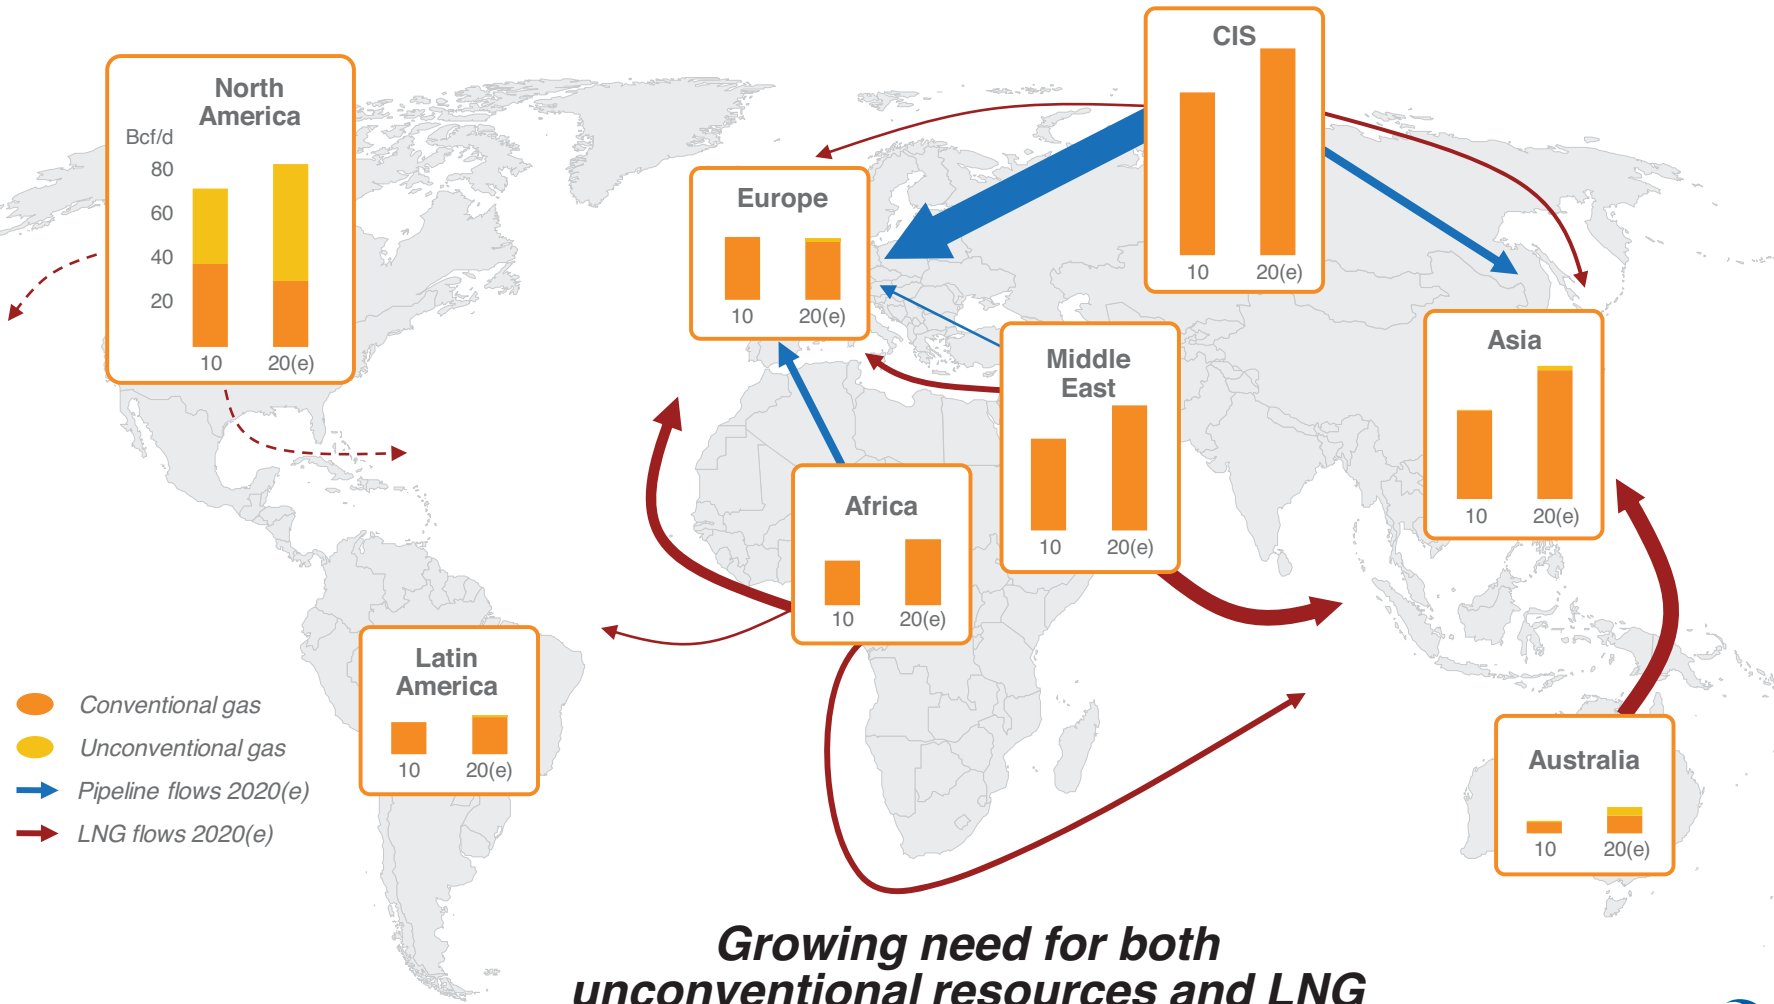 North
America
Bcf/d
80
60
40
20
10
20(e)
CIS
10
20(e)
Europe
10
20(e)
Middle
East
10
20(e)
Asia
10
20(e)
Africa
10
20(e)
Latin
America
10
20(e)
Australia
10
20(e)
Conventional gas
Unconventional gas
Pipeline flows 2020(e)
LNG flows 2020(e)
Growing need for both
unconventional resources and LNG